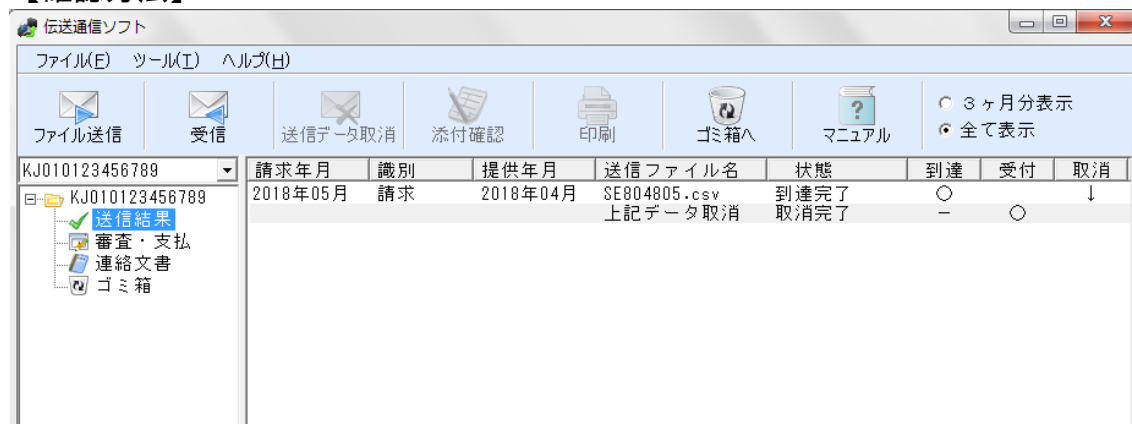 伝送通信ソフト
ファイル(F) ツール(T) ヘルプ(H)
ファイル送信 受信 送信データ取消 添付確認 印刷 ゴミ箱へ マニュアル
3ヶ月分表示
全て表示
KJ010123456789
請求年月 識別 提供年月 送信ファイル名 状態 到達 受付 取消
2018年05月 請求 2018年04月 SE804805.csv 到達完了 ○ ↓
上記データ取消 取消完了 − ○
KJ010123456789
送信結果
審査・支払
連絡文書
ゴミ箱